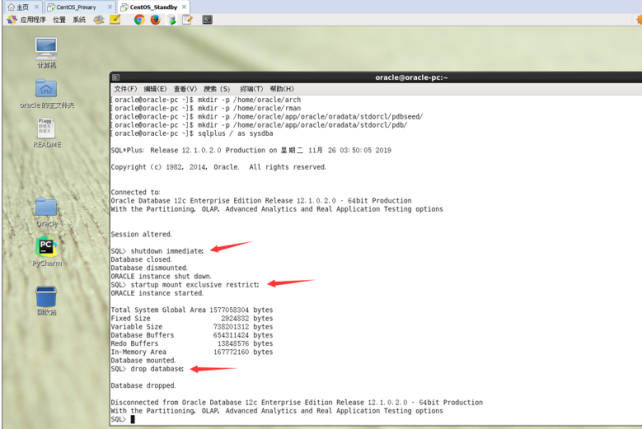 主页 × CentOS_Primary × CentOS_Standby ×
应用程序 位置 系统
计算机
oracle 的主文件夹
README
Oracle
PyCharm
回收站
oracle@oracle-pc:~
文件(F) 编辑(E) 查看(V) 搜索 (S) 终端(T) 帮助(H)
[oracle@oracle-pc ~]$ mkdir -p /home/oracle/arch
[oracle@oracle-pc ~]$ mkdir -p /home/oracle/rman
[oracle@oracle-pc ~]$ mkdir -p /home/oracle/app/oracle/oradata/stdorcl/pdbseed/
[oracle@oracle-pc ~]$ mkdir -p /home/oracle/app/oracle/oradata/stdorcl/pdb/
[oracle@oracle-pc ~]$ sqlplus / as sysdba
SQL*Plus: Release 12.1.0.2.0 Production on 星期二 11月 26 03:50:05 2019
Copyright (c) 1982, 2014, Oracle. All rights reserved.
Connected to:
Oracle Database 12c Enterprise Edition Release 12.1.0.2.0 - 64bit Production
With the Partitioning, OLAP, Advanced Analytics and Real Application Testing options
Session altered.
SQL> shutdown immediate;
Database closed.
Database dismounted.
ORACLE instance shut down.
SQL> startup mount exclusive restrict;
ORACLE instance started.
Total System Global Area 1577058304 bytes
Fixed Size 2924832 bytes
Variable Size 738201312 bytes
Database Buffers 654311424 bytes
Redo Buffers 13848576 bytes
In-Memory Area 167772160 bytes
Database mounted.
SQL> drop database;
Database dropped.
Disconnected from Oracle Database 12c Enterprise Edition Release 12.1.0.2.0 - 64bit Production
With the Partitioning, OLAP, Advanced Analytics and Real Application Testing options
SQL>